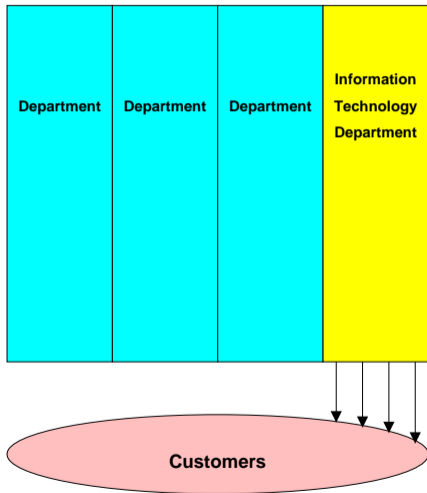 Department
Department
Department
Information
Technology
Department
Customers